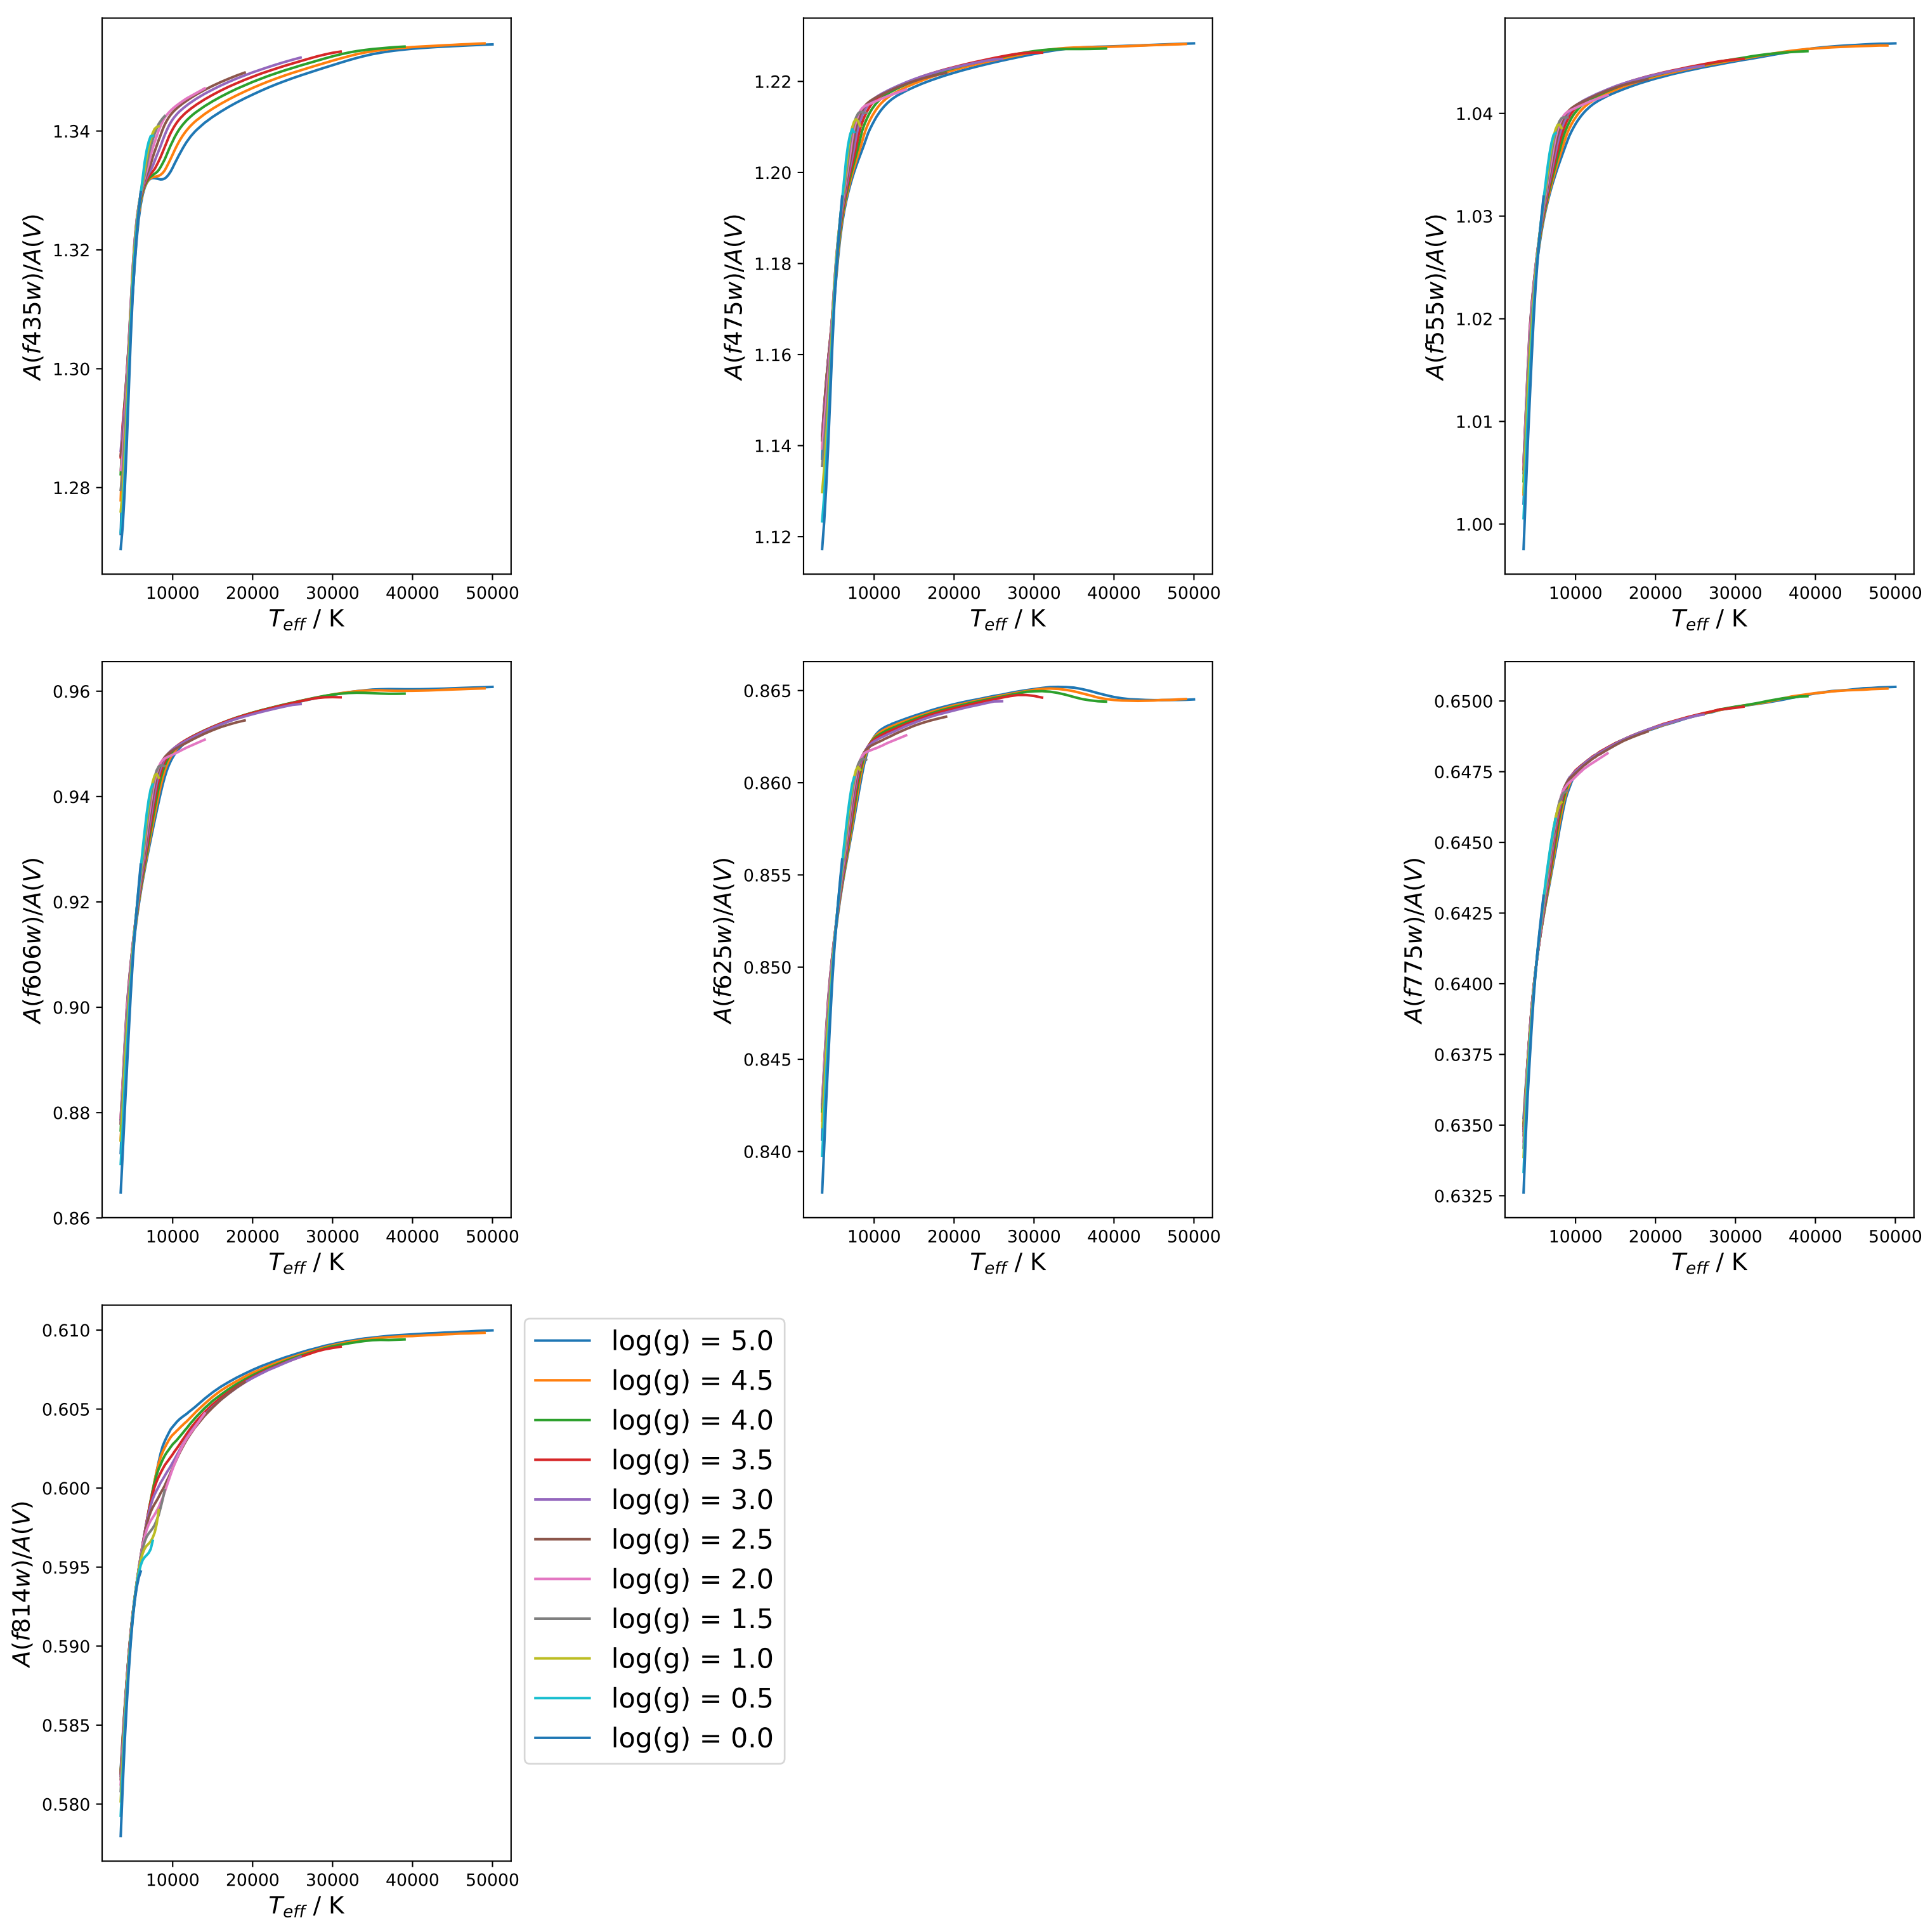 A(f435w)/A(V)
1.34
1.32
1.30
1.28
10000 20000 30000 40000 50000
T_eff / K
A(f475w)/A(V)
1.22
1.20
1.18
1.16
1.14
1.12
10000 20000 30000 40000 50000
T_eff / K
A(f555w)/A(V)
1.04
1.03
1.02
1.01
1.00
10000 20000 30000 40000 50000
T_eff / K
A(f606w)/A(V)
0.96
0.94
0.92
0.90
0.88
0.86
10000 20000 30000 40000 50000
T_eff / K
A(f625w)/A(V)
0.865
0.860
0.855
0.850
0.845
0.840
10000 20000 30000 40000 50000
T_eff / K
A(f775w)/A(V)
0.6500
0.6475
0.6450
0.6425
0.6400
0.6375
0.6350
0.6325
10000 20000 30000 40000 50000
T_eff / K
A(f814w)/A(V)
0.610
0.605
0.600
0.595
0.590
0.585
0.580
10000 20000 30000 40000 50000
T_eff / K
log(g) = 5.0
log(g) = 4.5
log(g) = 4.0
log(g) = 3.5
log(g) = 3.0
log(g) = 2.5
log(g) = 2.0
log(g) = 1.5
log(g) = 1.0
log(g) = 0.5
log(g) = 0.0